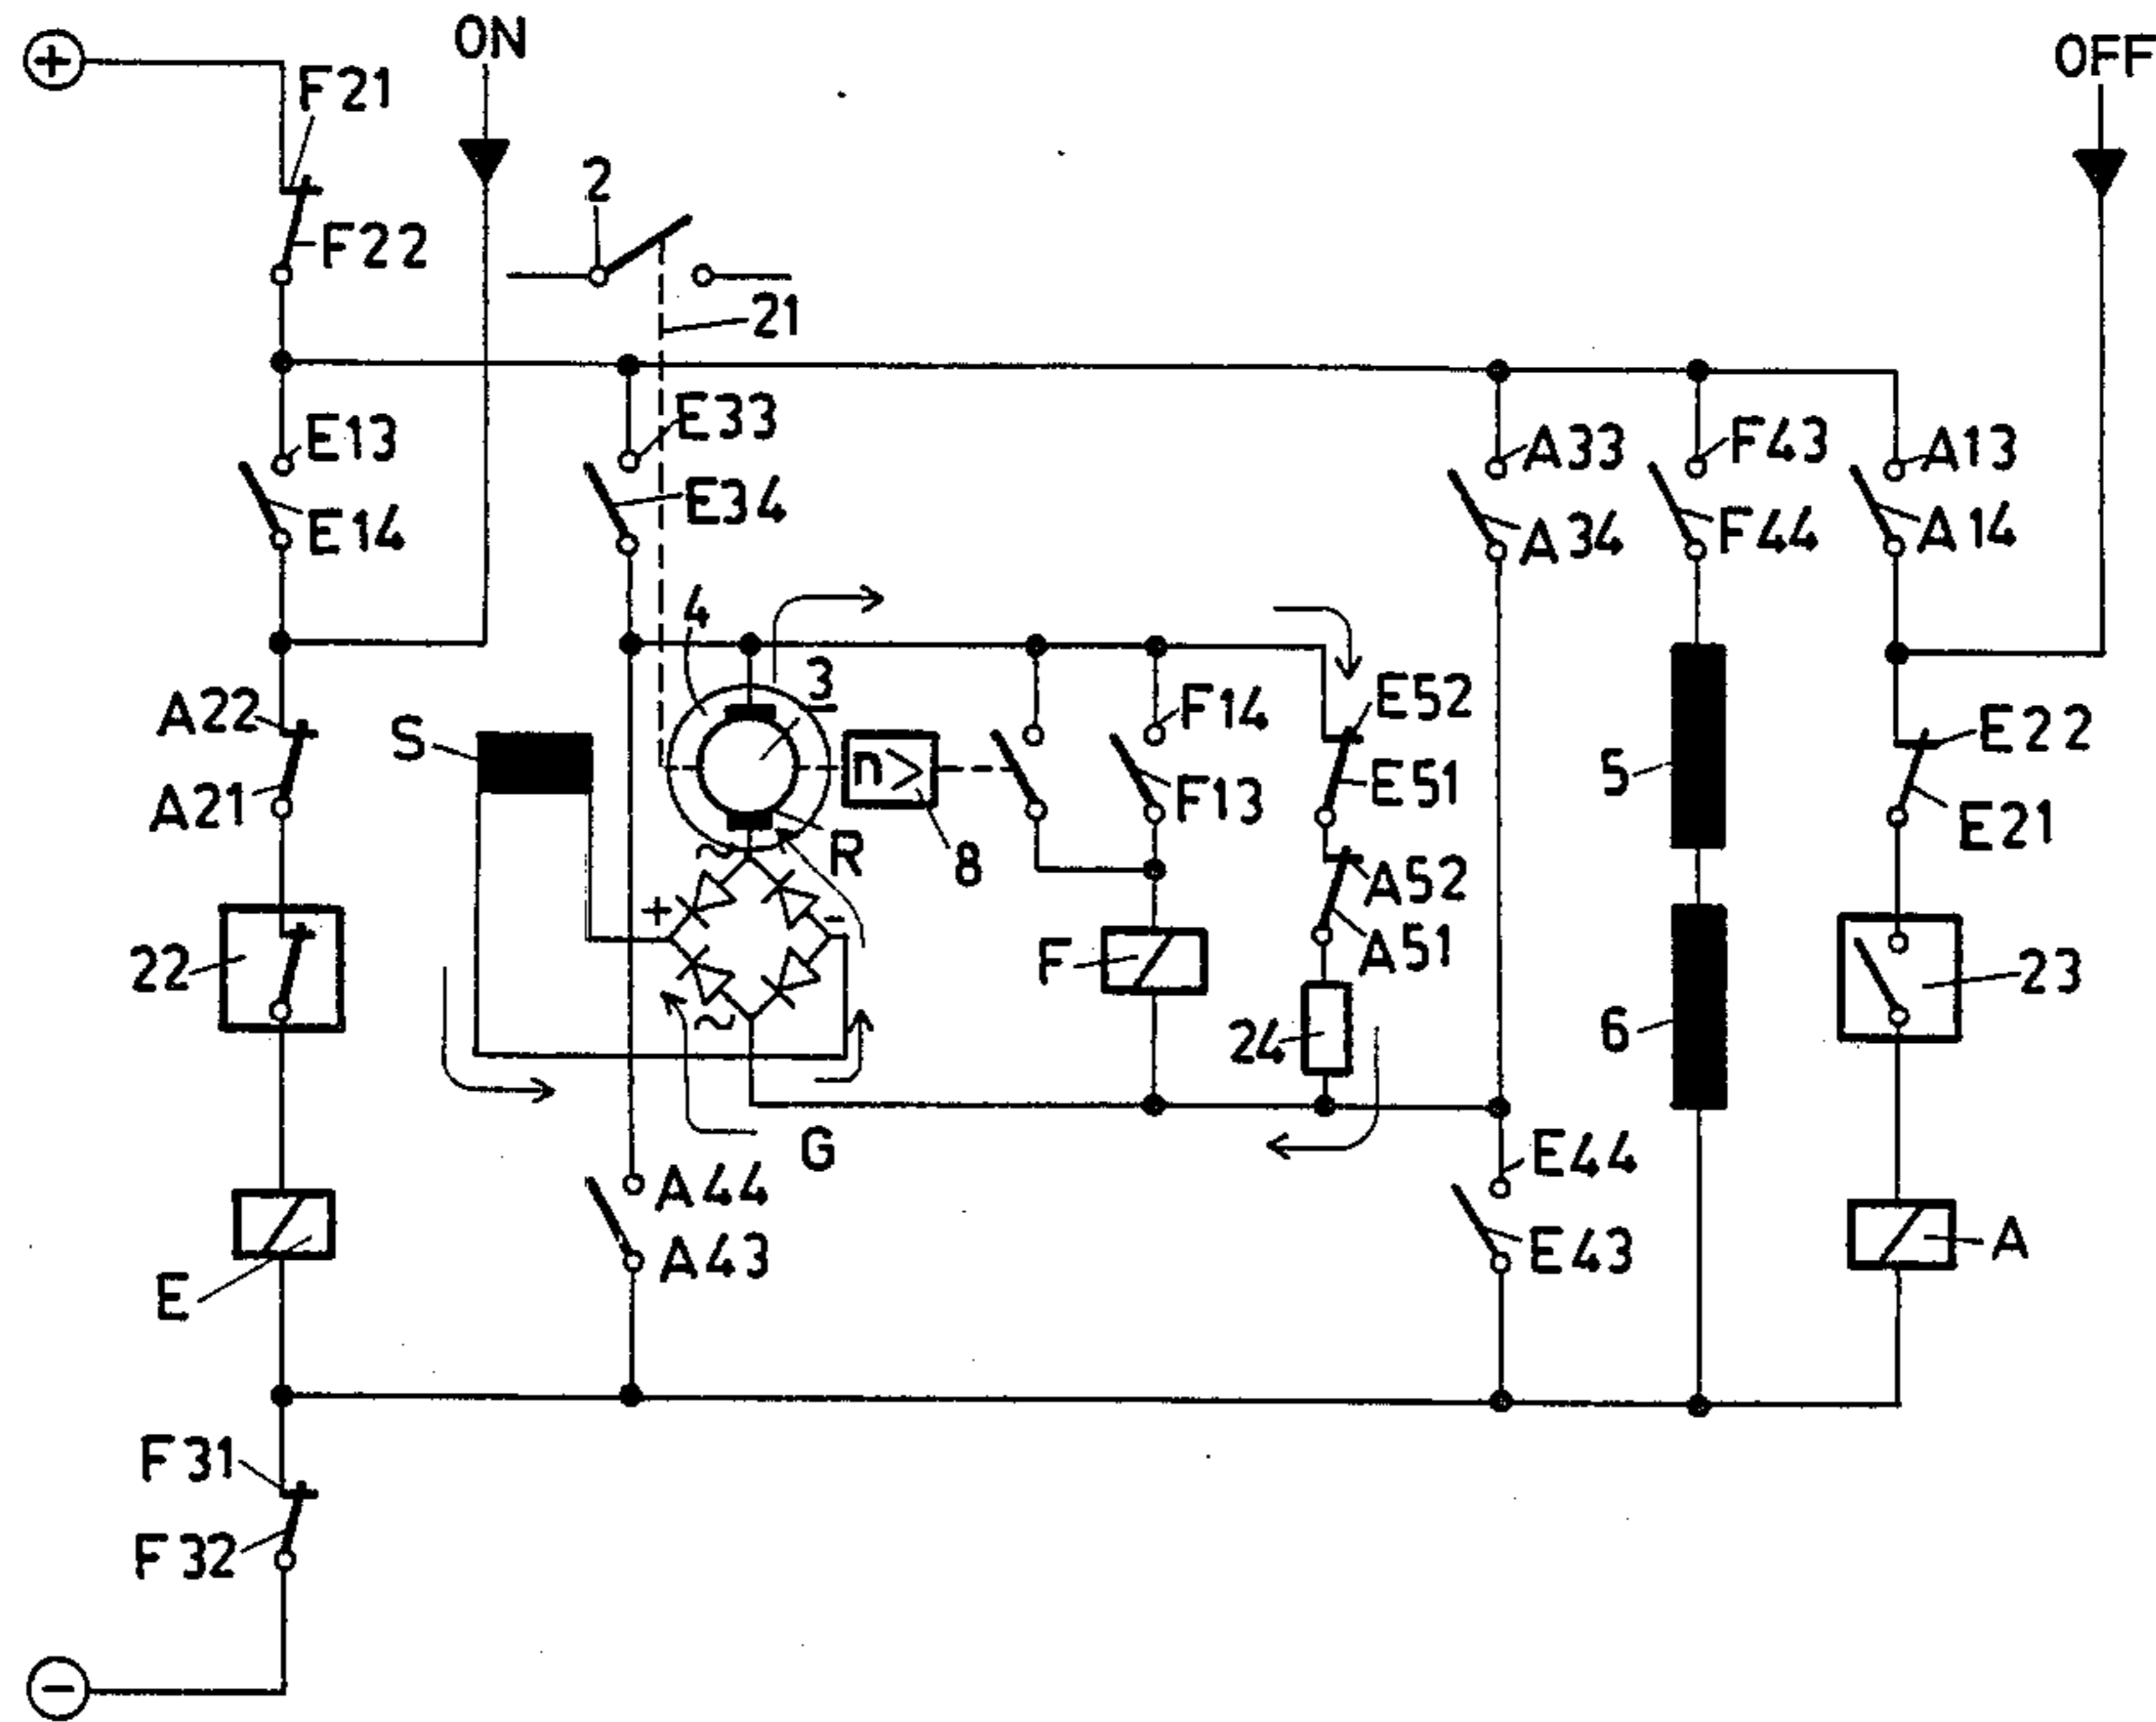 ON
OFF
+
F21
2
F22
21
E13
E33
A33
F43
A13
E14
E34
A34
F44
A14
4
3
A22
S
F14
E52
E22
A21
n>
F13
E51
5
E21
~
R
8
A52
+
-
22
F
A51
23
~
24
6
G
E44
A44
E
A43
E43
A
F31
F32
-